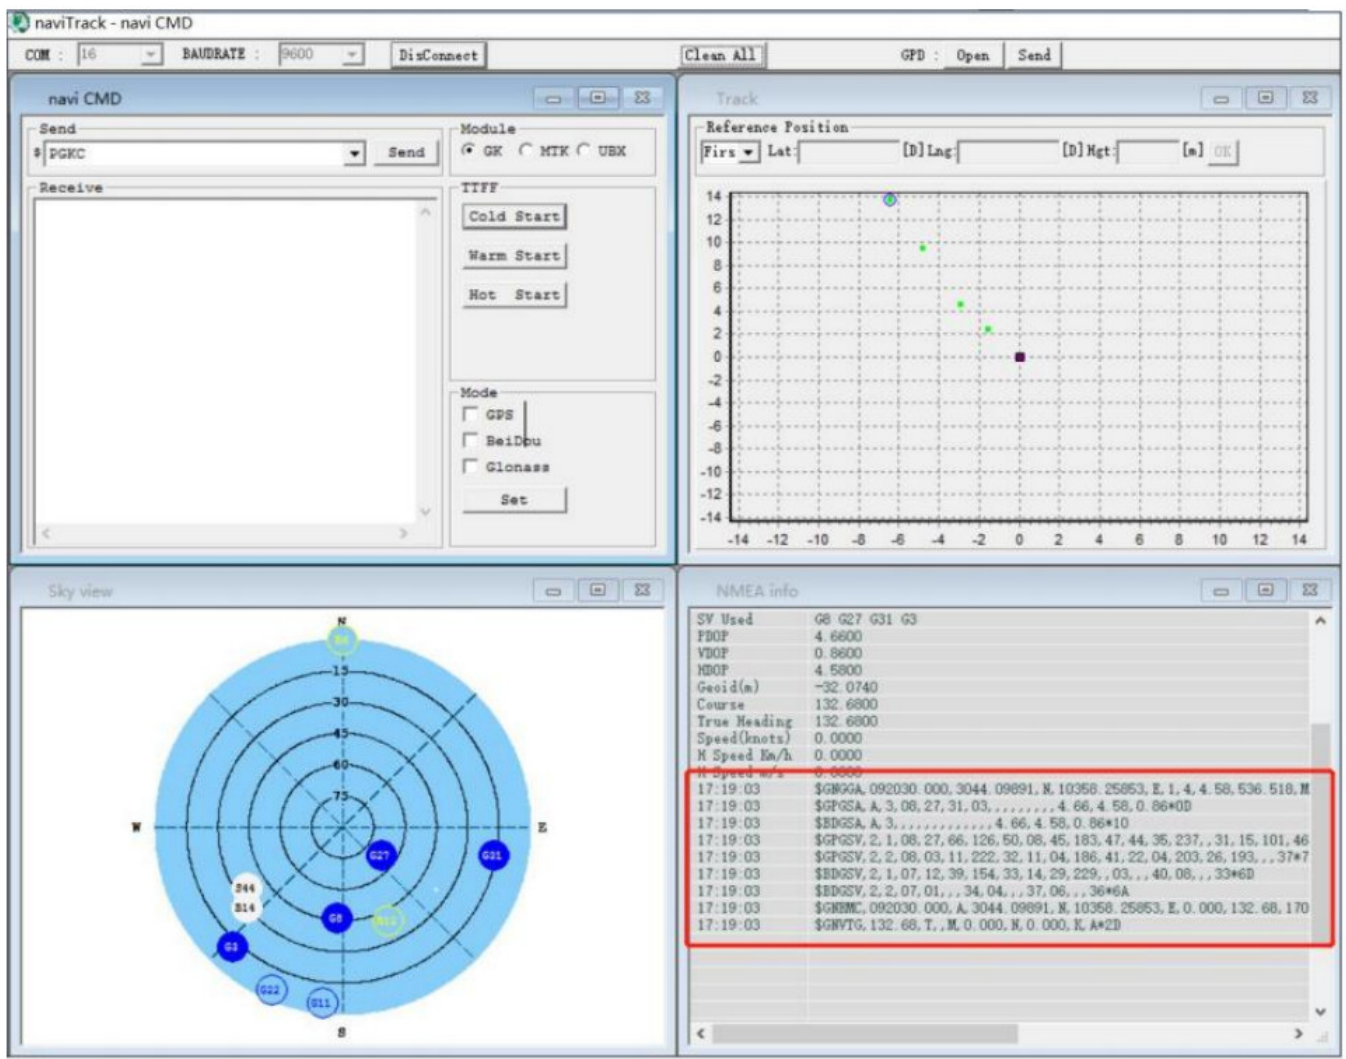 naviTrack - navi CMD
COM : 16 BAUDRATE : 9600 DisConnect Clean All GPD : Open Send
navi CMD
Send
$ PGKC Send
Module
GK MTK UBX
Receive
TTFF
Cold Start
Warm Start
Hot Start
Mode
GPS
BeiDou
Glonass
Set
Track
Reference Position
Firs Lat: [D] Lng: [D] Hgt: [m] OK
14
12
10
8
6
4
2
0
-2
-4
-6
-8
-10
-12
-14
-14 -12 -10 -8 -6 -4 -2 0 2 4 6 8 10 12 14
Sky view
N
15
30
45
60
75
W
E
G27
G31
S44
B14
G8
G3
G22
G11
S
NMEA info
SV Used G8 G27 G31 G3
PDOP 4.6600
VDOP 0.8600
HDOP 4.5800
Geoid(m) -32.0740
Course 132.6800
True Heading 132.6800
Speed(knots) 0.0000
H Speed Km/h 0.0000
H Speed m/s 0.0000
17:19:03 $GNGGA,092030.000,3044.09891,N,10358.25853,E,1,4,4.58,536.518,M
17:19:03 $GPGSA,A,3,08,27,31,03,,,,,,,,,4.66,4.58,0.86*0D
17:19:03 $BDGSA,A,3,,,,,,,,,,,,,4.66,4.58,0.86*10
17:19:03 $GPGSV,2,1,08,27,66,126,50,08,45,183,47,44,35,237,,31,15,101,46
17:19:03 $GPGSV,2,2,08,03,11,222,32,11,04,186,41,22,04,203,26,193,,,37*7
17:19:03 $BDGSV,2,1,07,12,39,154,33,14,29,229,,03,,,40,08,,,33*6D
17:19:03 $BDGSV,2,2,07,01,,,34,04,,,37,06,,,36*6A
17:19:03 $GNRMC,092030.000,A,3044.09891,N,10358.25853,E,0.000,132.68,170
17:19:03 $GNVTG,132.68,T,,M,0.000,N,0.000,K,A*2D